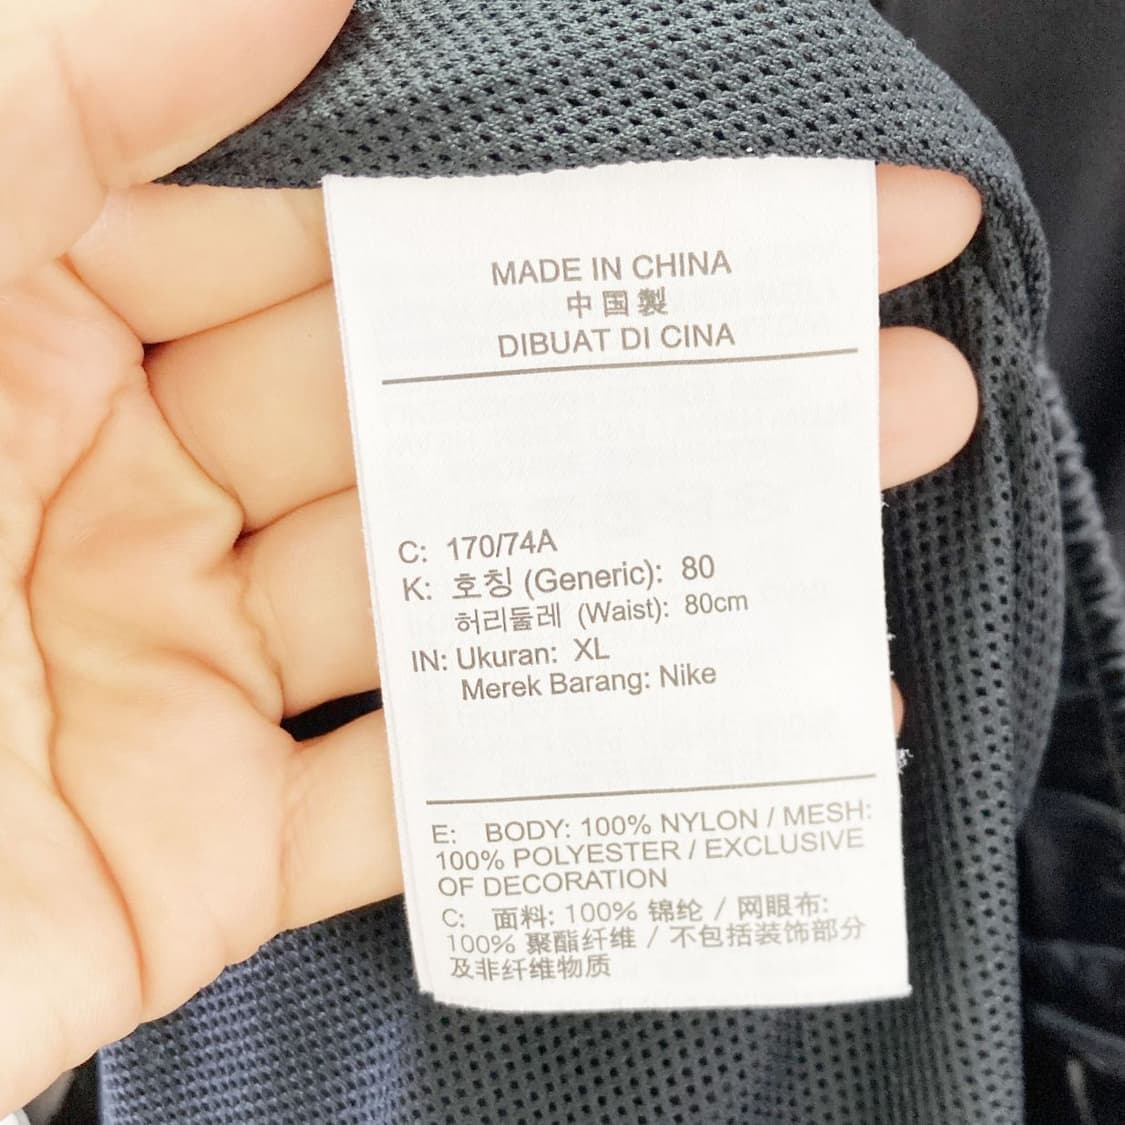 MADE IN CHINA
中国製
DIBUAT DI CINA
C: 170/74A
K: 호칭 (Generic): 80
허리둘레 (Waist): 80cm
IN: Ukuran: XL
Merek Barang: Nike
E: BODY: 100% NYLON / MESH:
100% POLYESTER / EXCLUSIVE
OF DECORATION
C: 面料: 100% 锦纶 / 网眼布:
100% 聚酯纤维 / 不包括装饰部分
及非纤维物质